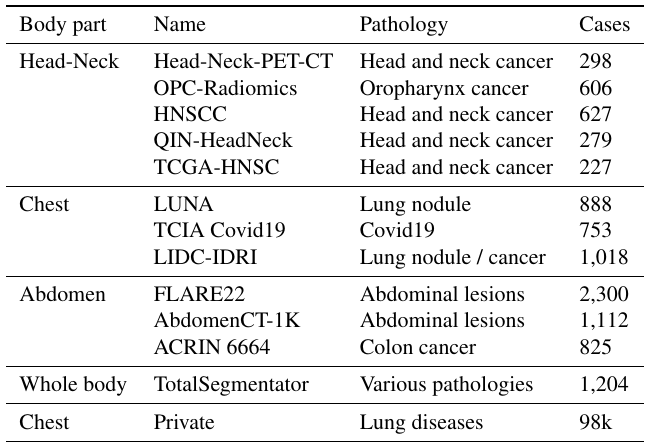 Body part Name Pathology Cases
Head-Neck Head-Neck-PET-CT Head and neck cancer 298
OPC-Radiomics Oropharynx cancer 606
HNSCC Head and neck cancer 627
QIN-HeadNeck Head and neck cancer 279
TCGA-HNSC Head and neck cancer 227
Chest LUNA Lung nodule 888
TCIA Covid19 Covid19 753
LIDC-IDRI Lung nodule / cancer 1,018
Abdomen FLARE22 Abdominal lesions 2,300
AbdomenCT-1K Abdominal lesions 1,112
ACRIN 6664 Colon cancer 825
Whole body TotalSegmentator Various pathologies 1,204
Chest Private Lung diseases 98k